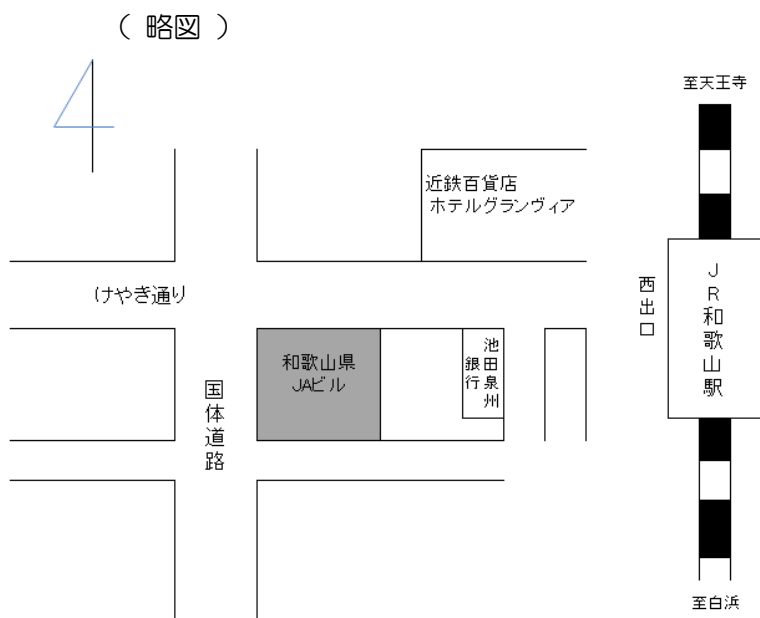 ( 略図 )
至天王寺
近鉄百貨店
ホテルグランヴィア
けやき通り
西出口
JR和歌山駅
和歌山県
JAビル
池田泉州
銀行
国体道路
至白浜